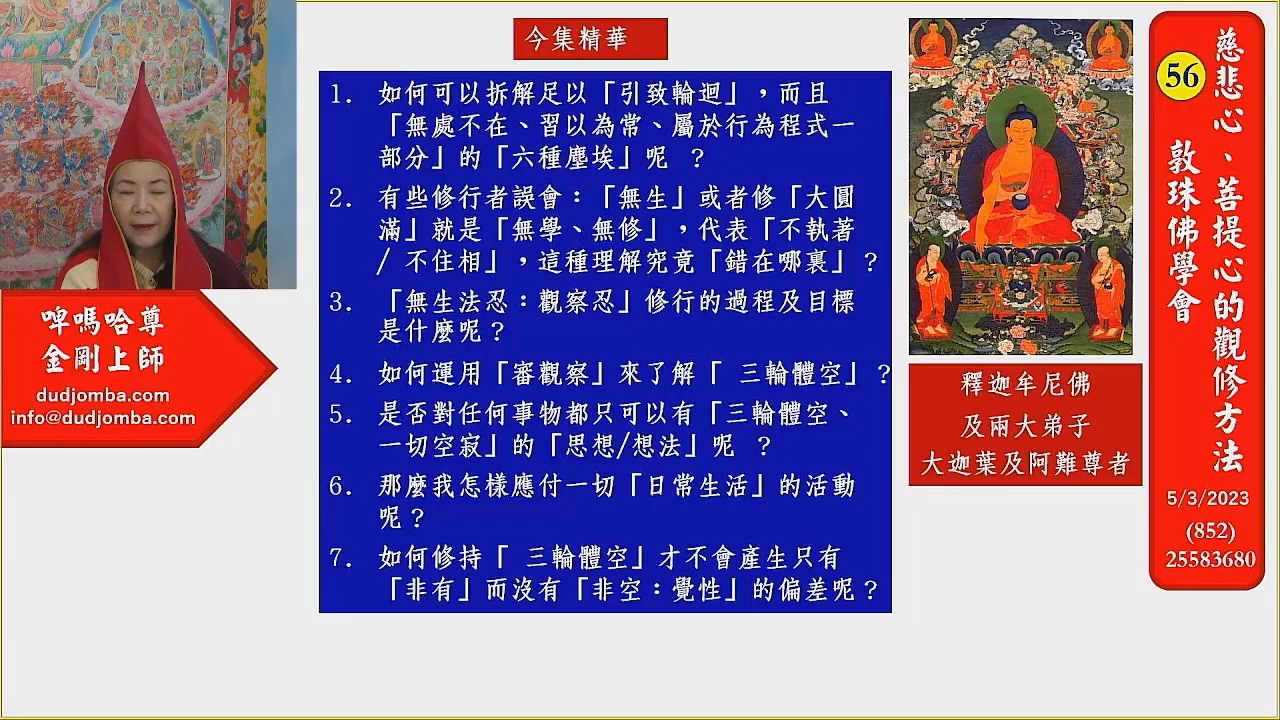 今集精華
1. 如何可以拆解足以「引致輪迴」，而且
「無處不在、習以為常、屬於行為程式一
部分」的「六種塵埃」呢 ？
2. 有些修行者誤會：「無生」或者修「大圓
滿」就是「無學、無修」，代表「不執著
/ 不住相」，這種理解究竟「錯在哪裏」？
3. 「無生法忍：觀察忍」修行的過程及目標
是什麼呢？
4. 如何運用「審觀察」來了解「 三輪體空」？
5. 是否對任何事物都只可以有「三輪體空、
一切空寂」的「思想/想法」呢 ？
6. 那麼我怎樣應付一切「日常生活」的活動
呢？
7. 如何修持「 三輪體空」才不會產生只有
「非有」而沒有「非空：覺性」的偏差呢？
啤嗎哈尊
金剛上師
dudjomba.com
info@dudjomba.com
釋迦牟尼佛
及兩大弟子
大迦葉及阿難尊者
56
慈悲心、菩提心的觀修方法
敦珠佛學會
5/3/2023
(852)
25583680